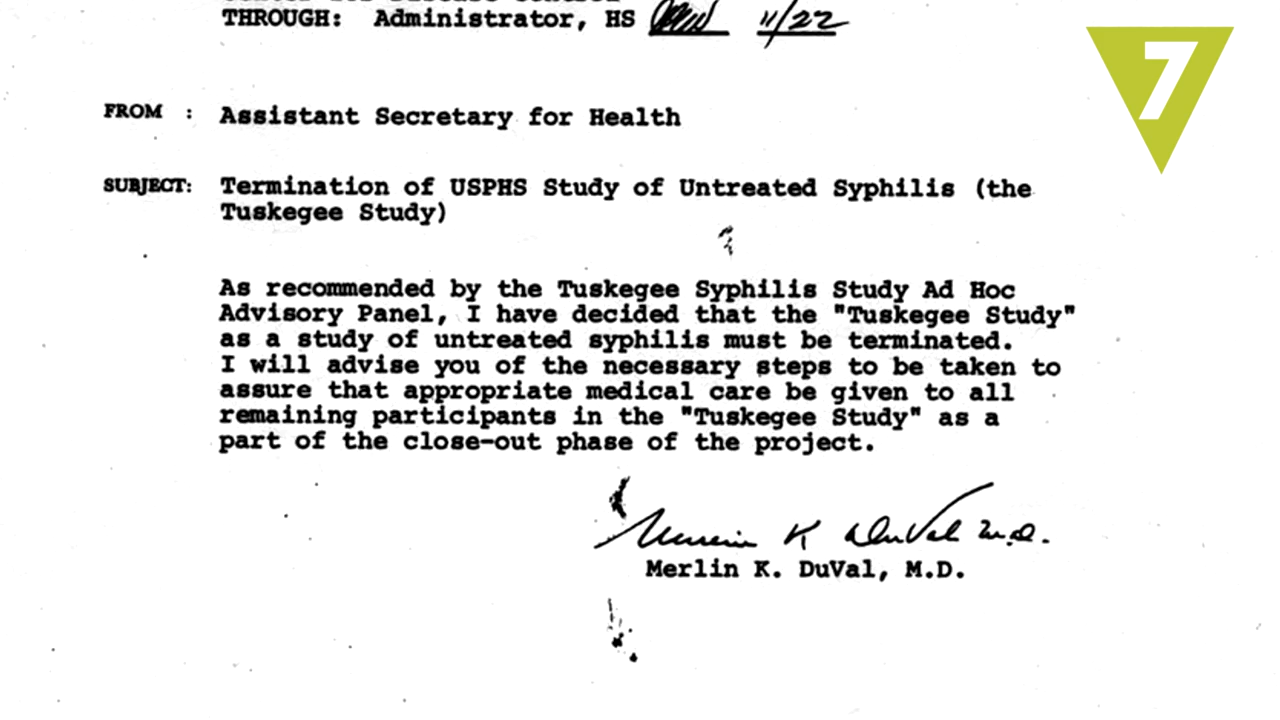 THROUGH: Administrator, HS 11/22
7
FROM : Assistant Secretary for Health
SUBJECT: Termination of USPHS Study of Untreated Syphilis (the
Tuskegee Study)
As recommended by the Tuskegee Syphilis Study Ad Hoc
Advisory Panel, I have decided that the "Tuskegee Study"
as a study of untreated syphilis must be terminated.
I will advise you of the necessary steps to be taken to
assure that appropriate medical care be given to all
remaining participants in the "Tuskegee Study" as a
part of the close-out phase of the project.
Merlin K DuVal M.D.
Merlin K. DuVal, M.D.